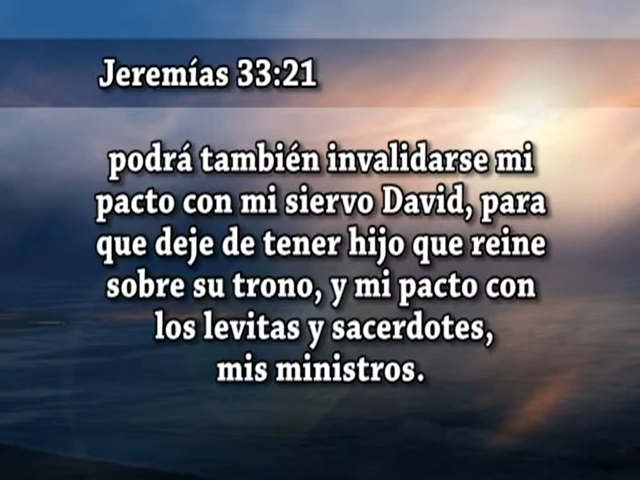 Jeremías 33:21
podrá también invalidarse mi
pacto con mi siervo David, para
que deje de tener hijo que reine
sobre su trono, y mi pacto con
los levitas y sacerdotes,
mis ministros.